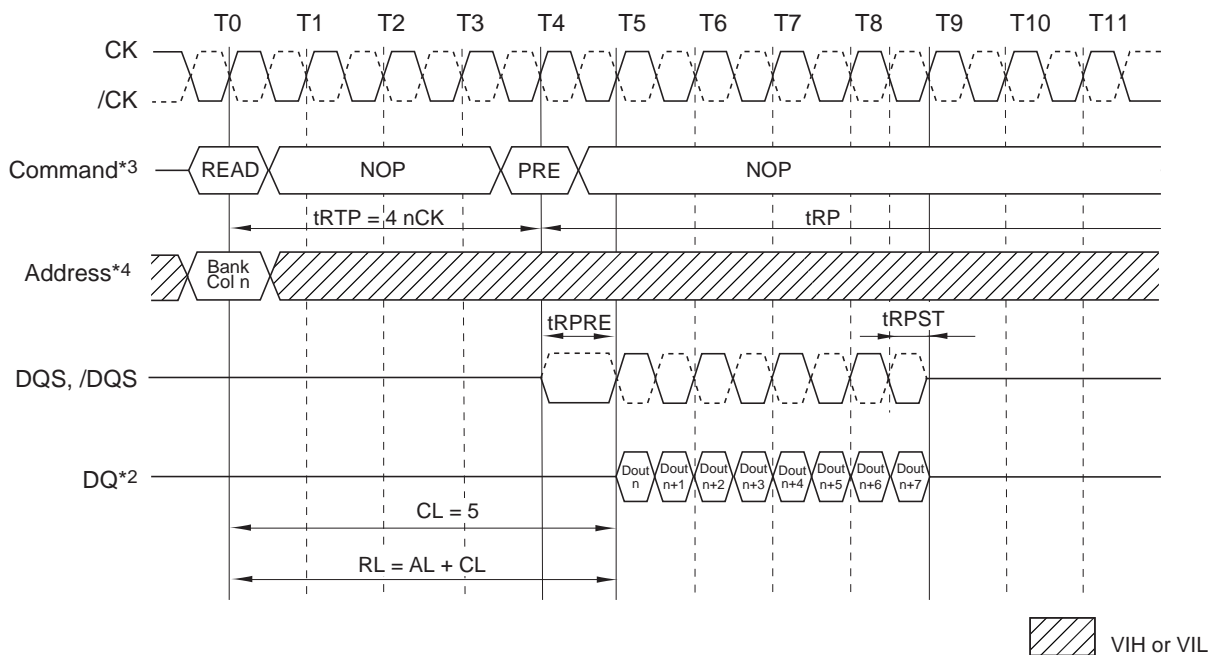 T0 T1 T2 T3 T4 T5 T6 T7 T8 T9 T10 T11
CK
/CK
Command*3 READ NOP PRE NOP
tRTP = 4 nCK tRP
Address*4 Bank Col n
tRPRE tRPST
DQS, /DQS
DQ*2 Dout n Dout n+1 Dout n+2 Dout n+3 Dout n+4 Dout n+5 Dout n+6 Dout n+7
CL = 5
RL = AL + CL
VIH or VIL